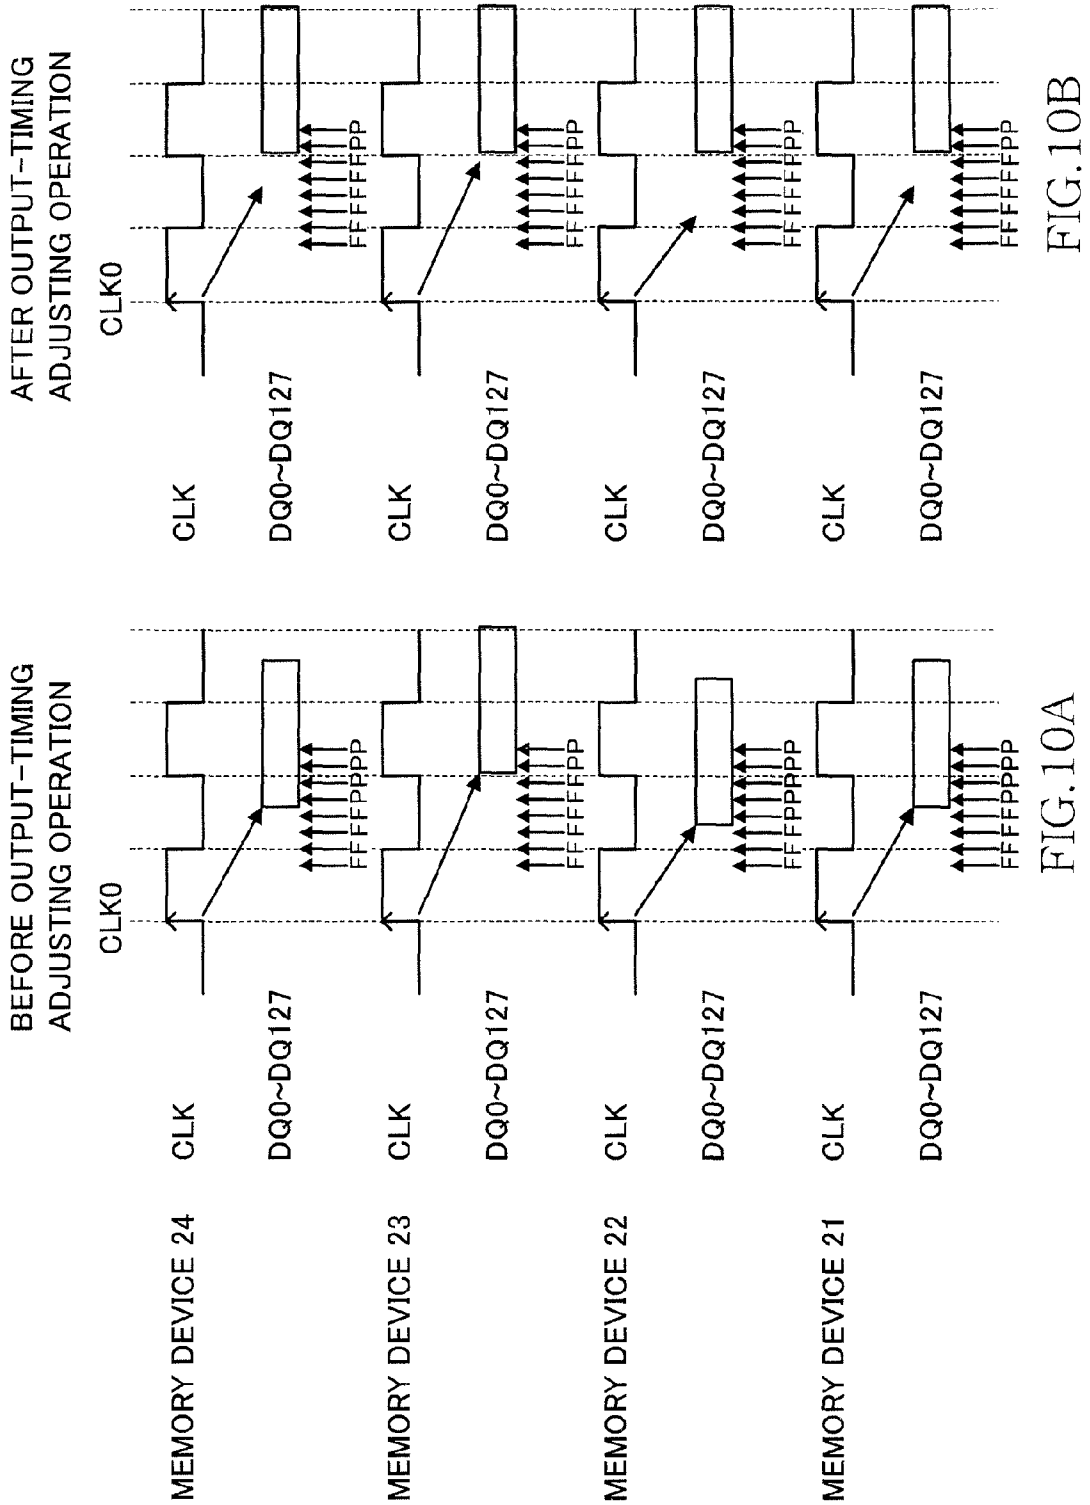 BEFORE OUTPUT-TIMING
ADJUSTING OPERATION
AFTER OUTPUT-TIMING
ADJUSTING OPERATION
CLK0
CLK0
MEMORY DEVICE 24
CLK
CLK
DQ0~DQ127
DQ0~DQ127
FFFFPPPP
FFFFFFPP
MEMORY DEVICE 23
CLK
CLK
DQ0~DQ127
DQ0~DQ127
FFFFFFPP
FFFFFFPP
MEMORY DEVICE 22
CLK
CLK
DQ0~DQ127
DQ0~DQ127
FFFPPPPP
FFFFFFPP
MEMORY DEVICE 21
CLK
CLK
DQ0~DQ127
DQ0~DQ127
FFFFPPPP
FFFFFFPP
FIG.10A
FIG.10B